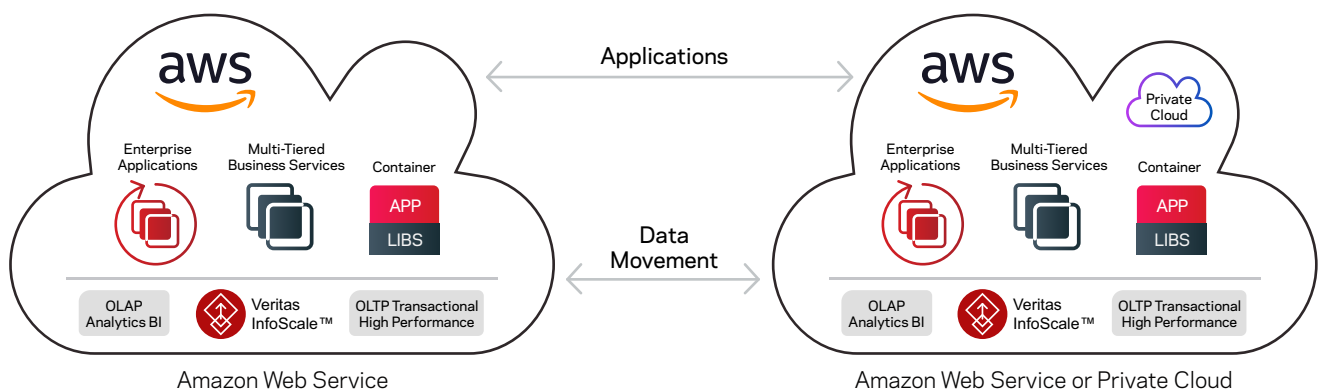 aws
Enterprise
Applications
Multi-Tiered
Business Services
Container
APP
LIBS
OLAP
Analytics BI
Veritas
InfoScale™
OLTP Transactional
High Performance
Amazon Web Service
Applications
Data
Movement
aws
Private
Cloud
Enterprise
Applications
Multi-Tiered
Business Services
Container
APP
LIBS
OLAP
Analytics BI
Veritas
InfoScale™
OLTP Transactional
High Performance
Amazon Web Service or Private Cloud